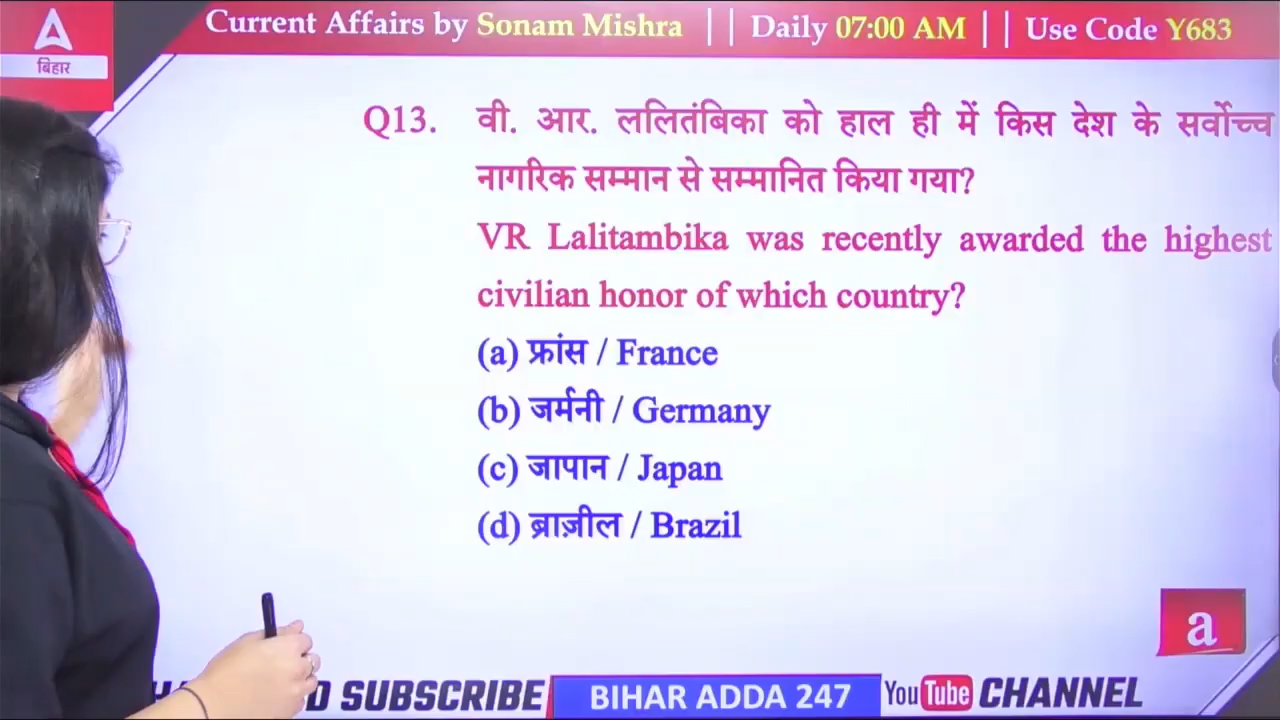 Current Affairs by Sonam Mishra || Daily 07:00 AM || Use Code Y683
A
बिहार
Q13. वी. आर. ललितंबिका को हाल ही में किस देश के सर्वोच्च
नागरिक सम्मान से सम्मानित किया गया?
VR Lalitambika was recently awarded the highest
civilian honor of which country?
(a) फ्रांस / France
(b) जर्मनी / Germany
(c) जापान / Japan
(d) ब्राज़ील / Brazil
a
SUBSCRIBE BIHAR ADDA 247 YouTube CHANNEL